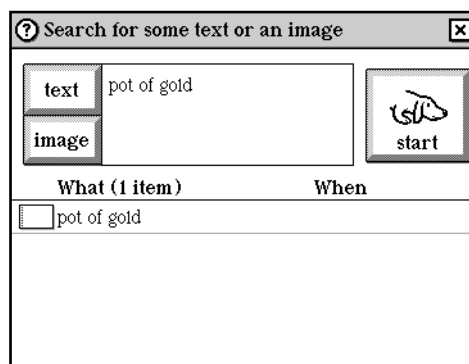 Search for some text or an image
text
pot of gold
image
start
What (1 item) When
pot of gold